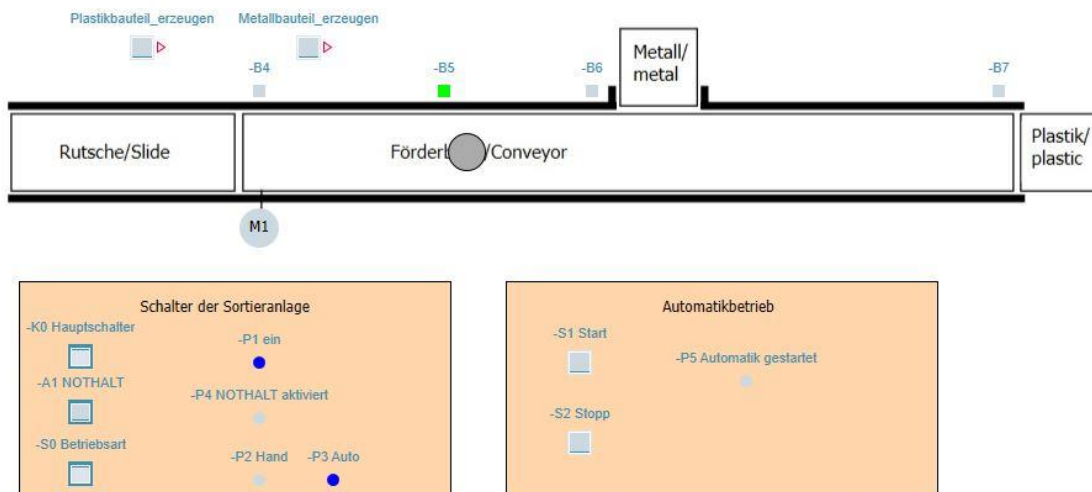 Plastikbauteil_erzeugen
Metallbauteil_erzeugen
-B4
-B5
-B6
Metall/
metal
-B7
Rutsche/Slide
Förderb /Conveyor
Plastik/
plastic
M1
Schalter der Sortieranlage
-K0 Hauptschalter
-P1 ein
-A1 NOTHALT
-P4 NOTHALT aktiviert
-S0 Betriebsart
-P2 Hand
-P3 Auto
Automatikbetrieb
-S1 Start
-P5 Automatik gestartet
-S2 Stopp